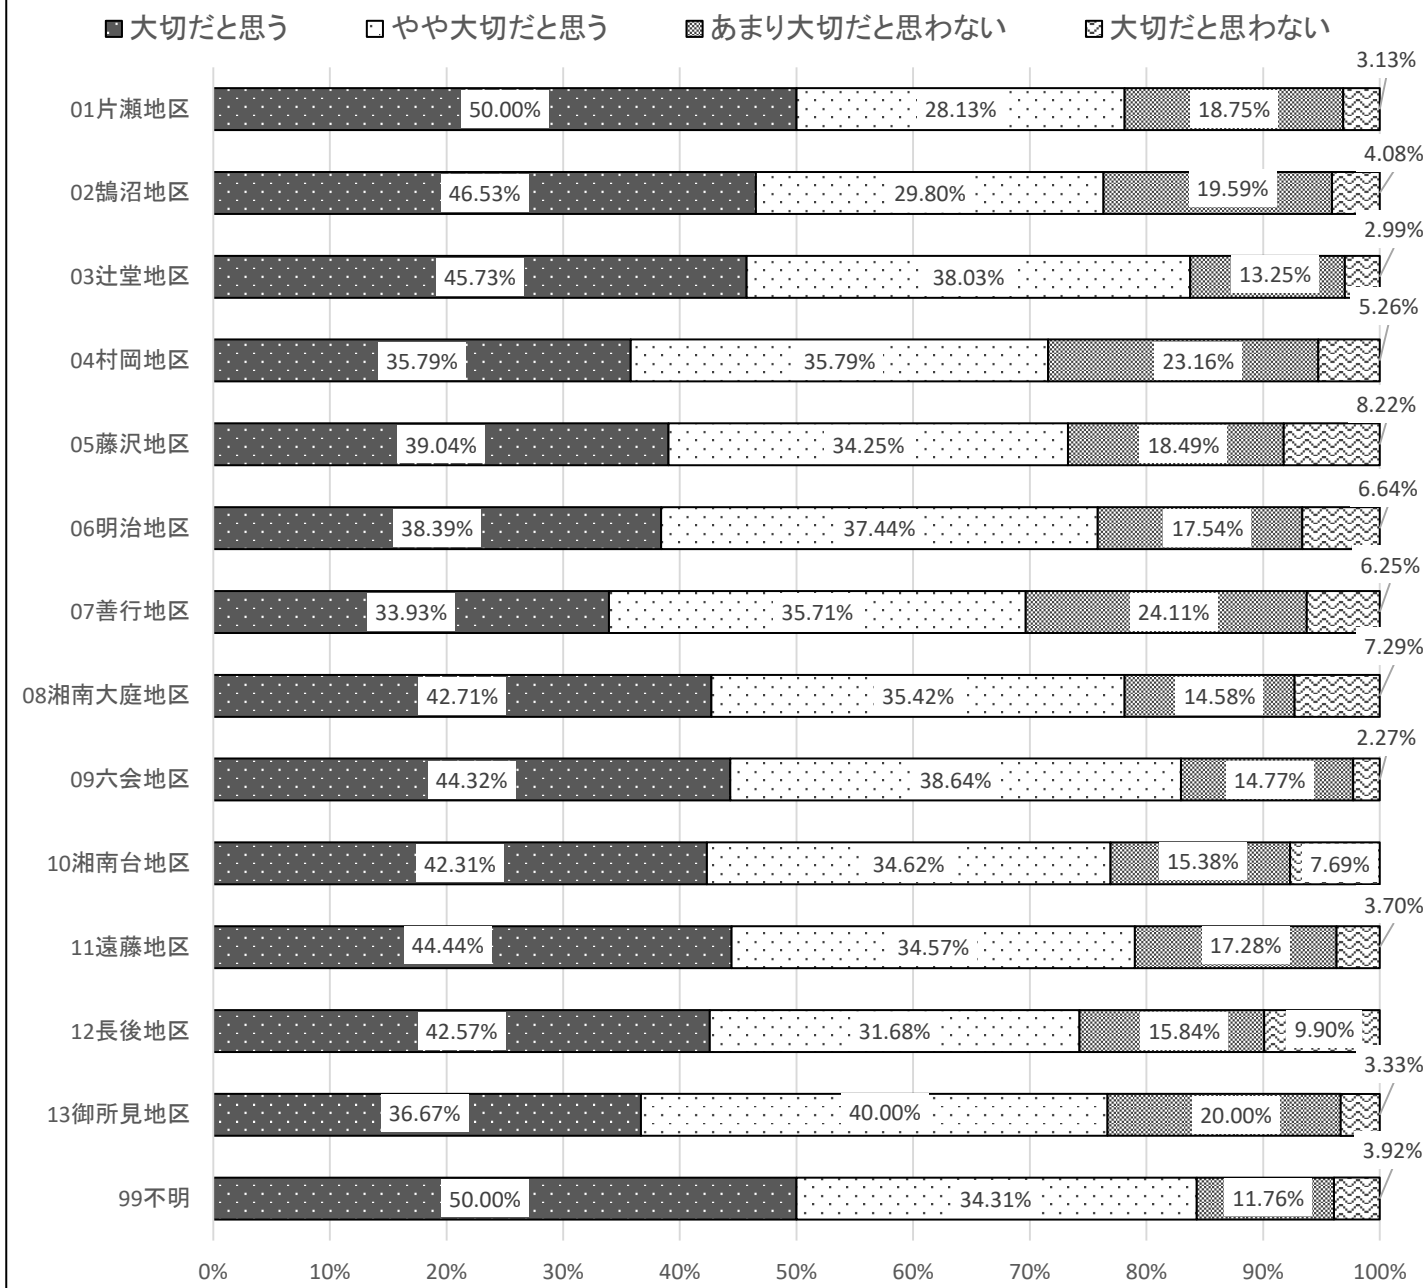 大切だと思う やや大切だと思う あまり大切だと思わない 大切だと思わない
3.13%
01片瀬地区 50.00% 28.13% 18.75%
4.08%
02鵠沼地区 46.53% 29.80% 19.59%
2.99%
03辻堂地区 45.73% 38.03% 13.25%
5.26%
04村岡地区 35.79% 35.79% 23.16%
8.22%
05藤沢地区 39.04% 34.25% 18.49%
6.64%
06明治地区 38.39% 37.44% 17.54%
6.25%
07善行地区 33.93% 35.71% 24.11%
7.29%
08湘南大庭地区 42.71% 35.42% 14.58%
2.27%
09六会地区 44.32% 38.64% 14.77%
10湘南台地区 42.31% 34.62% 15.38% 7.69%
3.70%
11遠藤地区 44.44% 34.57% 17.28%
12長後地区 42.57% 31.68% 15.84% 9.90%
3.33%
13御所見地区 36.67% 40.00% 20.00%
3.92%
99不明 50.00% 34.31% 11.76%
0% 10% 20% 30% 40% 50% 60% 70% 80% 90% 100%